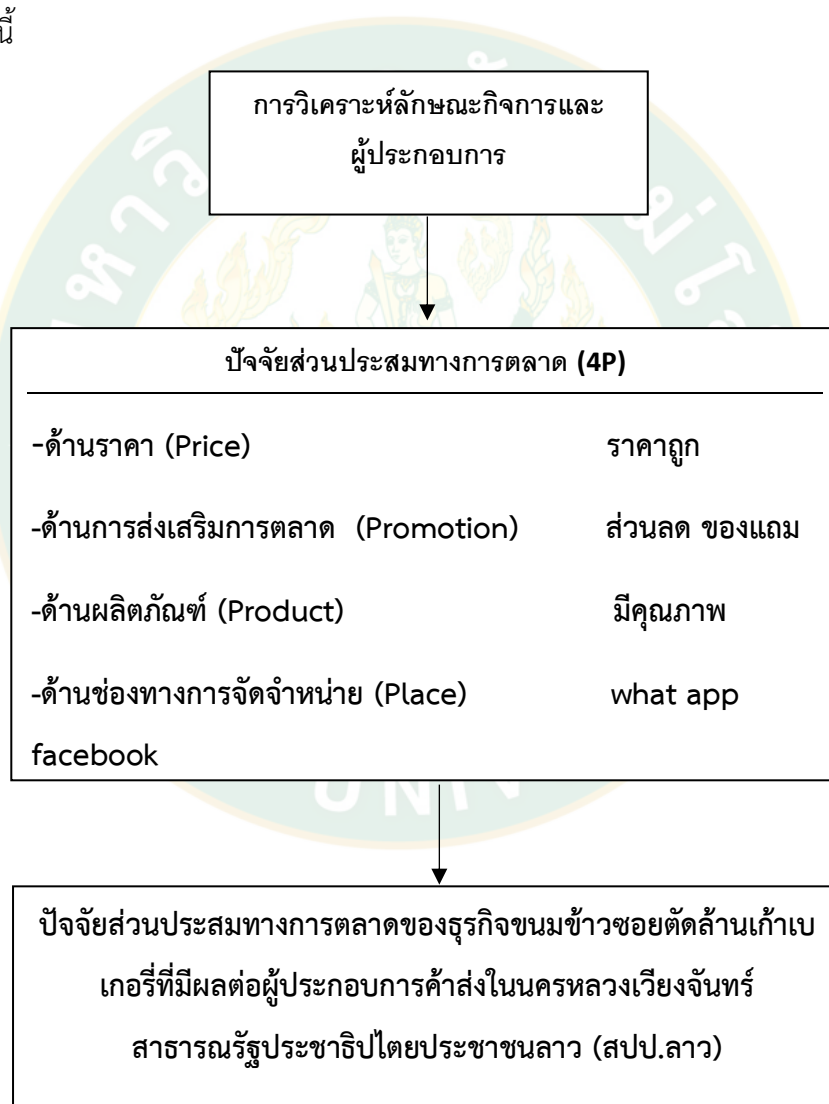 นี้
การวิเคราะห์ลักษณะกิจการและ
ผู้ประกอบการ
ปัจจัยส่วนประสมทางการตลาด (4P)
-ด้านราคา (Price) ราคาถูก
-ด้านการส่งเสริมการตลาด (Promotion) ส่วนลด ของแถม
-ด้านผลิตภัณฑ์ (Product) มีคุณภาพ
-ด้านช่องทางการจัดจำหน่าย (Place) what app
facebook
ปัจจัยส่วนประสมทางการตลาดของธุรกิจขนมข้าวซอยตัดล้านเก้าเบ
เกอรี่ที่มีผลต่อผู้ประกอบการค้าส่งในนครหลวงเวียงจันทร์
สาธารณรัฐประชาธิปไตยประชาชนลาว (สปป.ลาว)